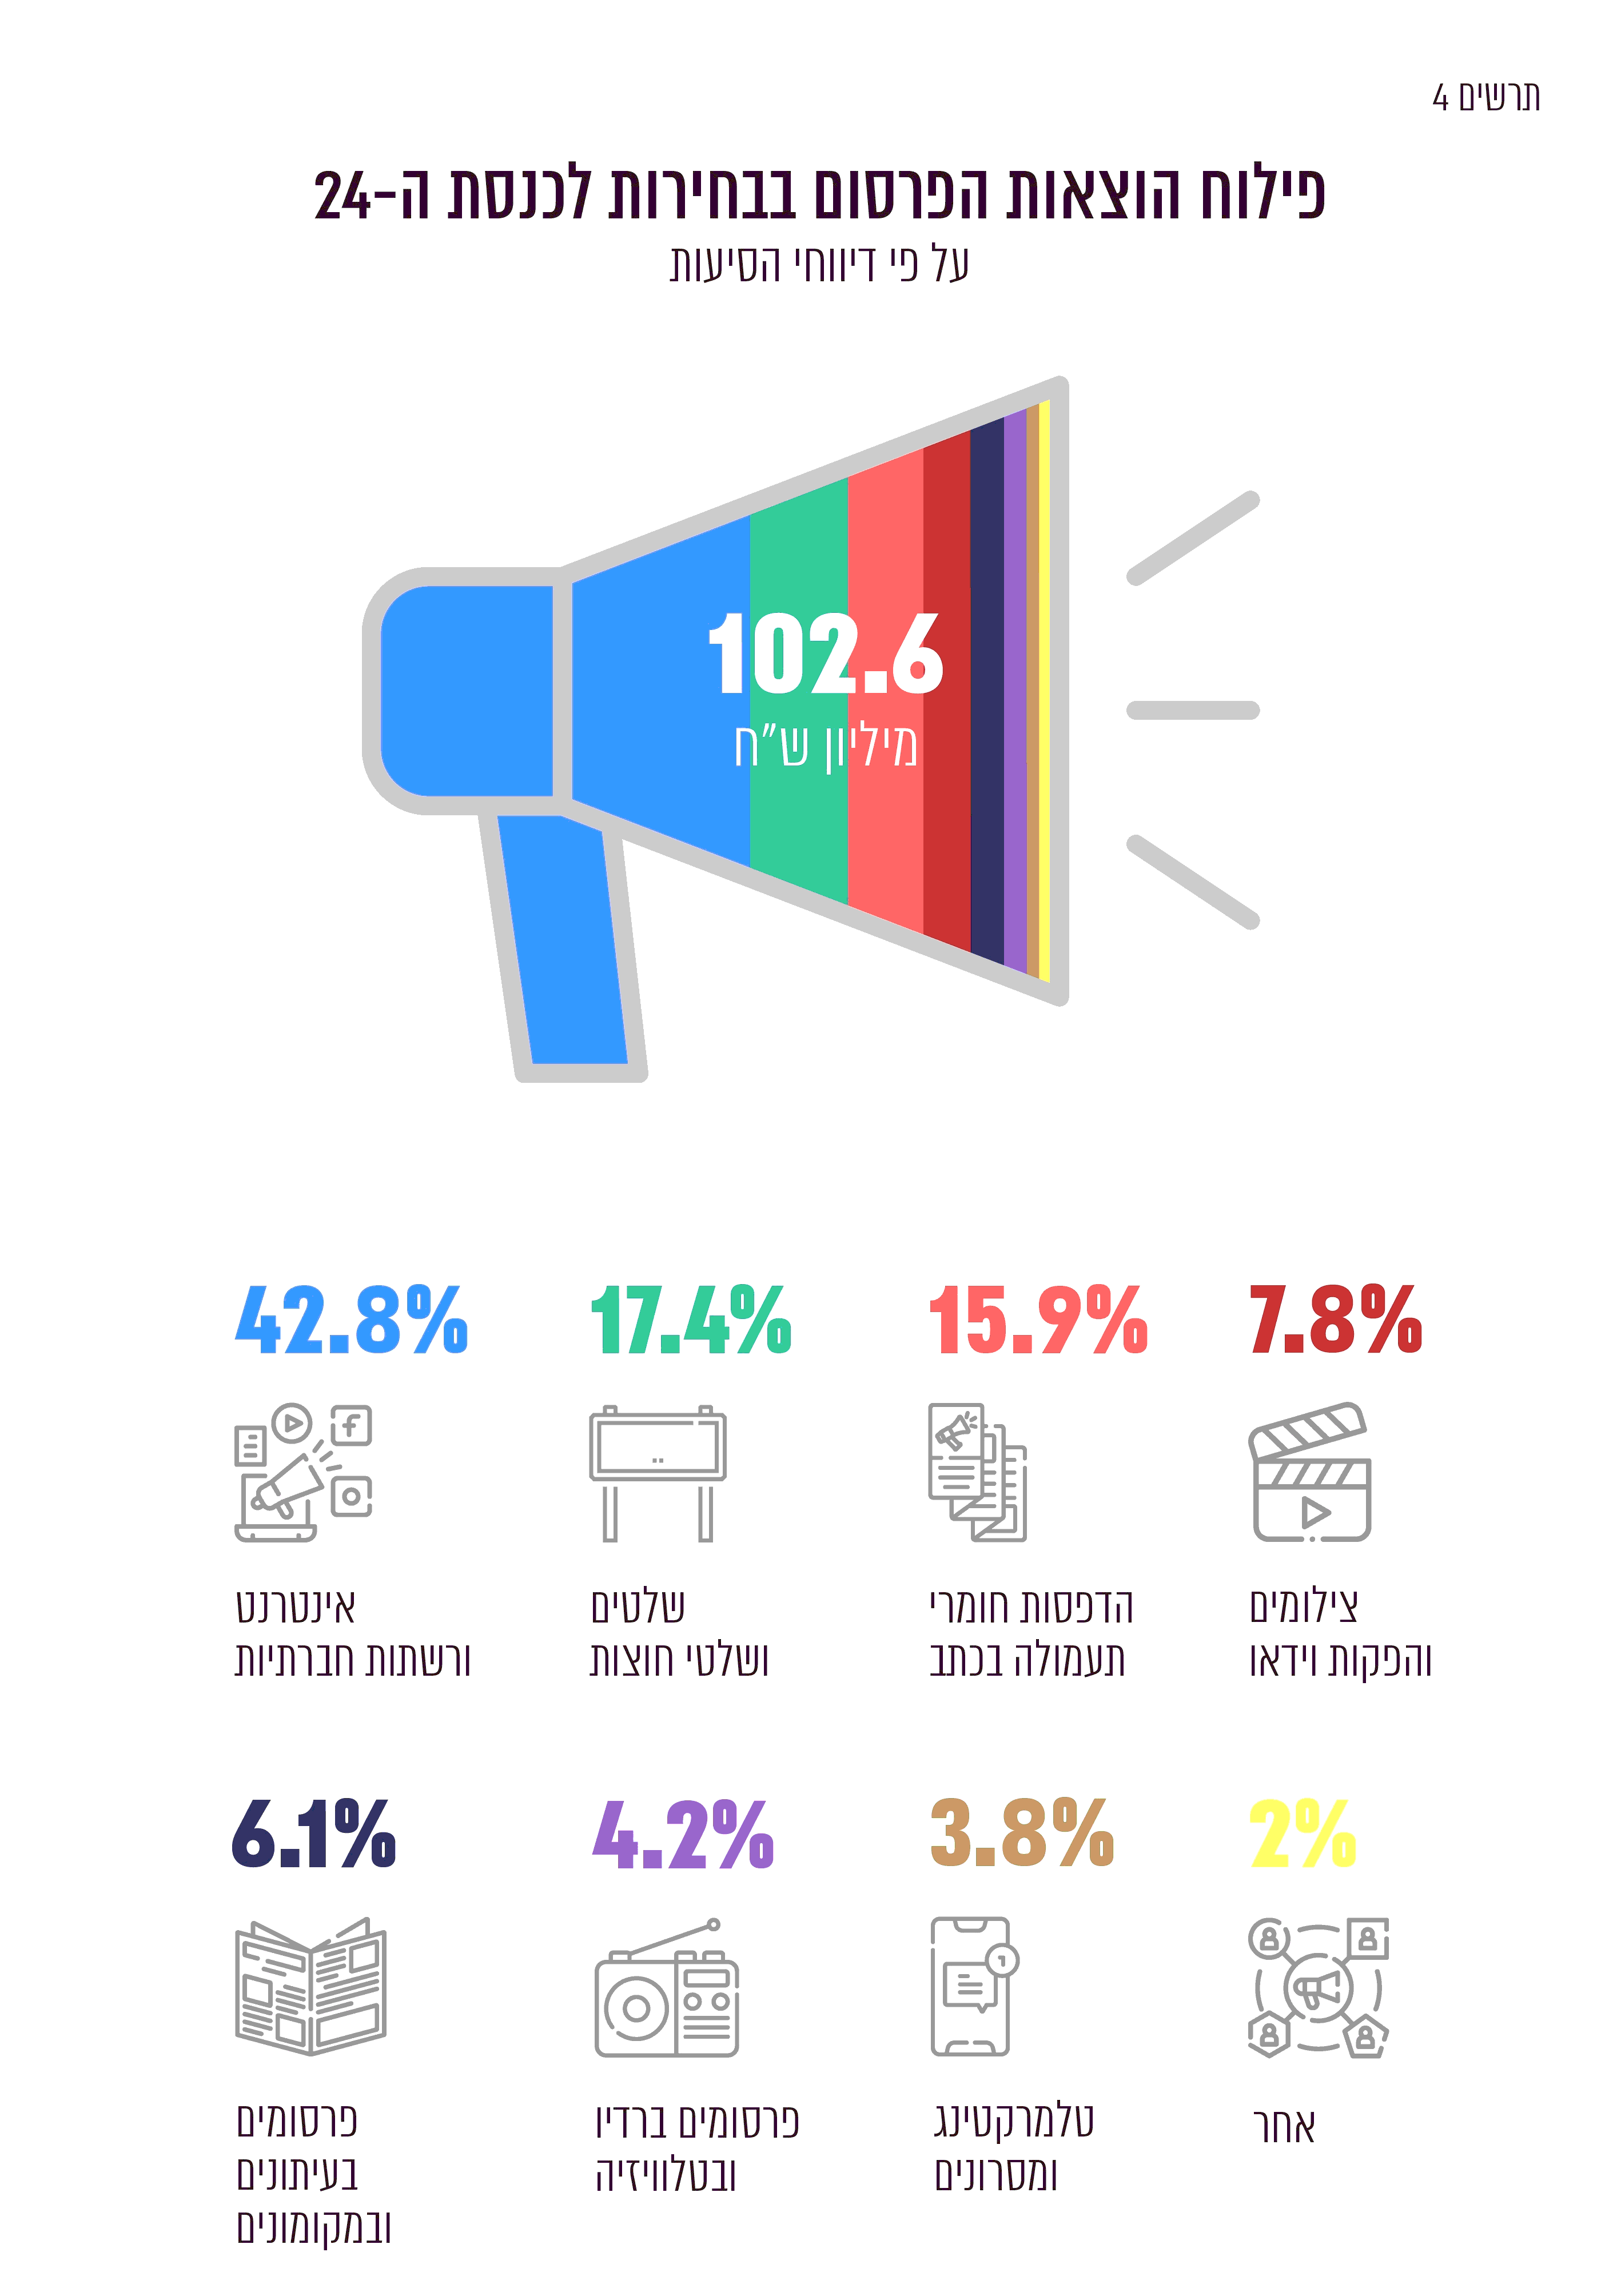 תרשים 4
פילוח הוצאות הפרסום בבחירות לכנסת ה-24
על פי דיווחי הסיעות
102.6
מיליון ש"ח
42.8%
אינטרנט
ורשתות חברתיות
17.4%
שלטים
ושלטי חוצות
15.9%
הדפסות חומרי
תעמולה בכתב
7.8%
צילומים
והפקות וידאו
6.1%
פרסומים
בעיתונים
ובמקומונים
4.2%
פרסומים ברדיו
ובטלוויזיה
3.8%
טלמרקטינג
ומסרונים
2%
אחר